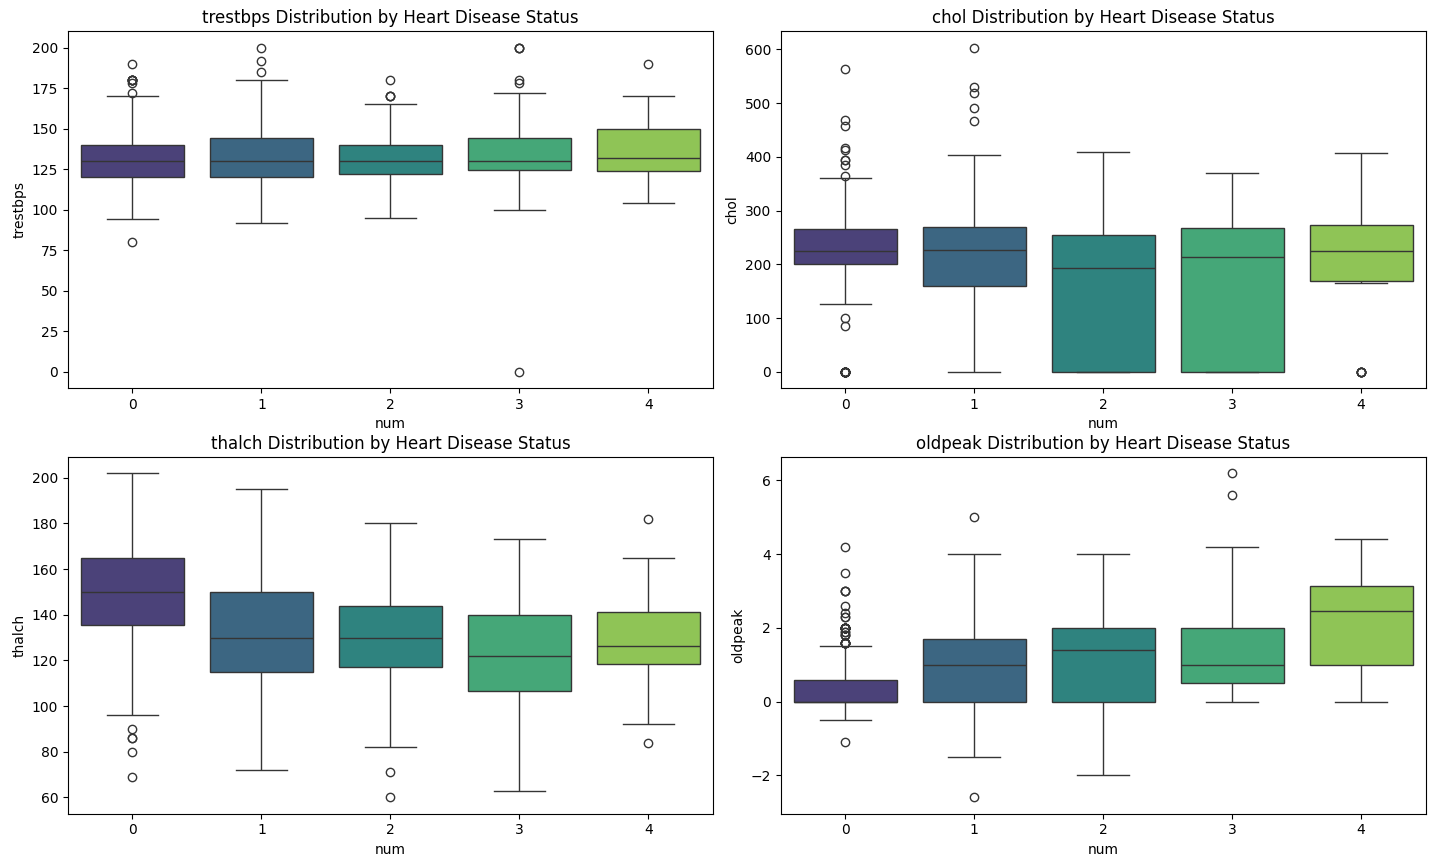 trestbps Distribution by Heart Disease Status
200
175
150
125
100
75
50
25
0
trestbps
0 1 2 3 4
num
chol Distribution by Heart Disease Status
600
500
400
300
200
100
0
chol
0 1 2 3 4
num
thalch Distribution by Heart Disease Status
200
180
160
140
120
100
80
60
thalch
0 1 2 3 4
num
oldpeak Distribution by Heart Disease Status
6
4
2
0
−2
oldpeak
0 1 2 3 4
num